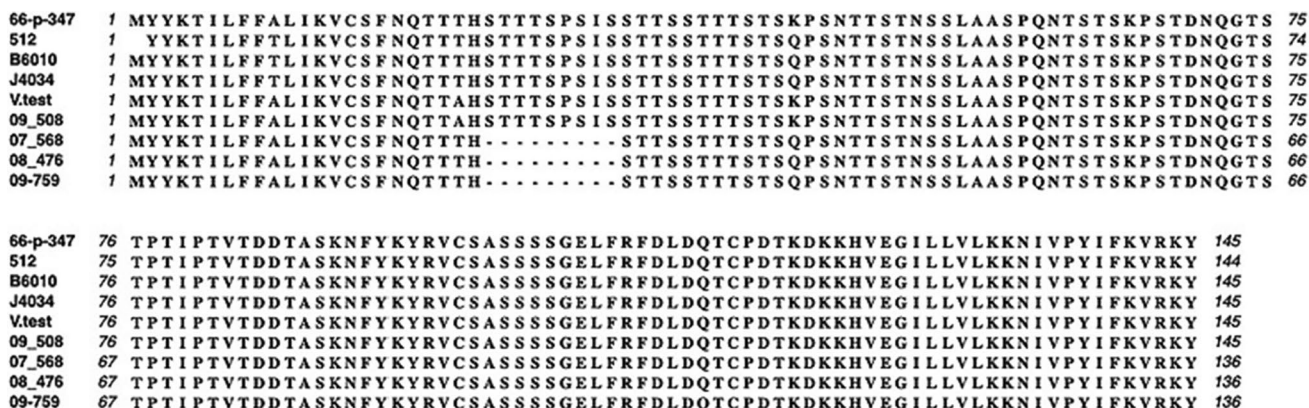 66-p-347 1 MYYKTILFFALIKVCSFNQTTTHSTTTSPSISSTTSSTTTSTSKPSNTTSTNSSLAASPQNTSTSKPSTDNQGTS 75
512 1 YYKTILFFTLIKVCSFNQTTTHSTTTSPSISSTTSSTTTSTSQPSNTTSTNSSLAASPQNTSTSKPSTDNQGTS 74
B6010 1 MYYKTILFFTLIKVCSFNQTTTHSTTTSPSISSTTSSTTTSTSQPSNTTSTNSSLAASPQNTSTSKPSTDNQGTS 75
J4034 1 MYYKTILFFTLIKVCSFNQTTTHSTTTSPSISSTTSSTTTSTSQPSNTTSTNSSLAASPQNTSTSKPSTDNQGTS 75
V.test 1 MYYKTILFFALIKVCSFNQTTAHSTTTSPSISSTTSSTTTSTSKPSNTTSTNSSLAASPQNTSTSKPSTDNQGTS 75
09_508 1 MYYKTILFFALIKVCSFNQTTAHSTTTSPSISSTTSSTTTSTSKPSNTTSTNSSLAASPQNTSTSKPSTDNQGTS 75
07_568 1 MYYKTILFFALIKVCSFNQTTTH---------STTSSTTTSTSQPSNTTSTNSSLAASPQNTSTSKPSTDNQGTS 66
08_476 1 MYYKTILFFALIKVCSFNQTTTH---------STTSSTTTSTSQPSNTTSTNSSLAASPQNTSTSKPSTDNQGTS 66
09-759 1 MYYKTILFFALIKVCSFNQTTTH---------STTSSTTTSTSQPSNTTSTNSSLAASPQNTSTSKPSTDNQGTS 66
66-p-347 76 TPTIPTVTDDTASKNFYKYRVCSASSSSGELFRFDLDQTCPDTKDKKHVEGILLVLKKNIVPYIFKVRKY 145
512 75 TPTIPTVTDDTASKNFYKYRVCSASSSSGELFRFDLDQTCPDTKDKKHVEGILLVLKKNIVPYIFKVRKY 144
B6010 76 TPTIPTVTDDTASKNFYKYRVCSASSSSGELFRFDLDQTCPDTKDKKHVEGILLVLKKNIVPYIFKVRKY 145
J4034 76 TPTIPTVTDDTASKNFYKYRVCSASSSSGELFRFDLDQTCPDTKDKKHVEGILLVLKKNIVPYIFKVRKY 145
V.test 76 TPTIPTVTDDTASKNFYKYRVCSASSSSGELFRFDLDQTCPDTKDKKHVEGILLVLKKNIVPYIFKVRKY 145
09_508 76 TPTIPTVTDDTASKNFYKYRVCSASSSSGELFRFDLDQTCPDTKDKKHVEGILLVLKKNIVPYIFKVRKY 145
07_568 67 TPTIPTVTDDTASKNFYKYRVCSASSSSGELFRFDLDQTCPDTKDKKHVEGILLVLKKNIVPYIFKVRKY 136
08_476 67 TPTIPTVTDDTASKNFYKYRVCSASSSSGELFRFDLDQTCPDTKDKKHVEGILLVLKKNIVPYIFKVRKY 136
09-759 67 TPTIPTVTDDTASKNFYKYRVCSASSSSGELFRFDLDQTCPDTKDKKHVEGILLVLKKNIVPYIFKVRKY 136